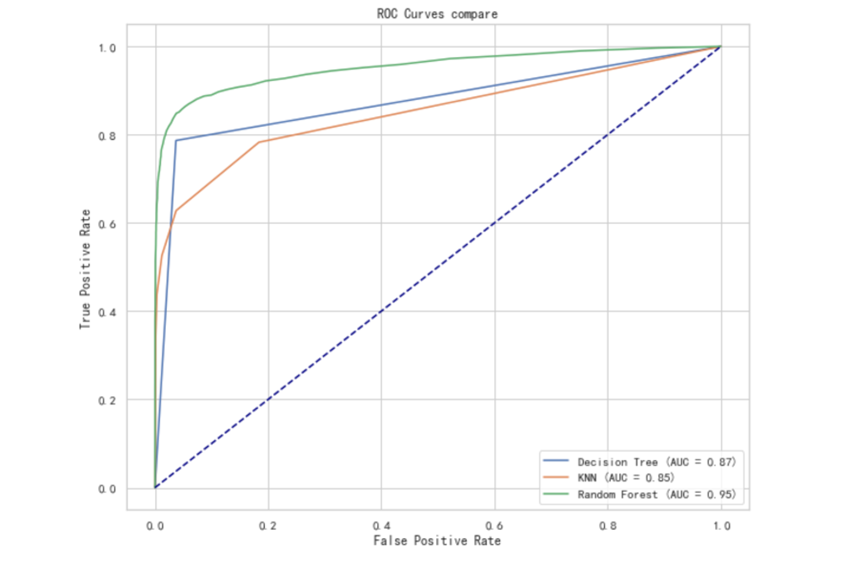 ROC Curves compare
1.0
0.8
0.6
0.4
0.2
0.0
True Positive Rate
Decision Tree (AUC = 0.87)
KNN (AUC = 0.85)
Random Forest (AUC = 0.95)
0.0 0.2 0.4 0.6 0.8 1.0
False Positive Rate